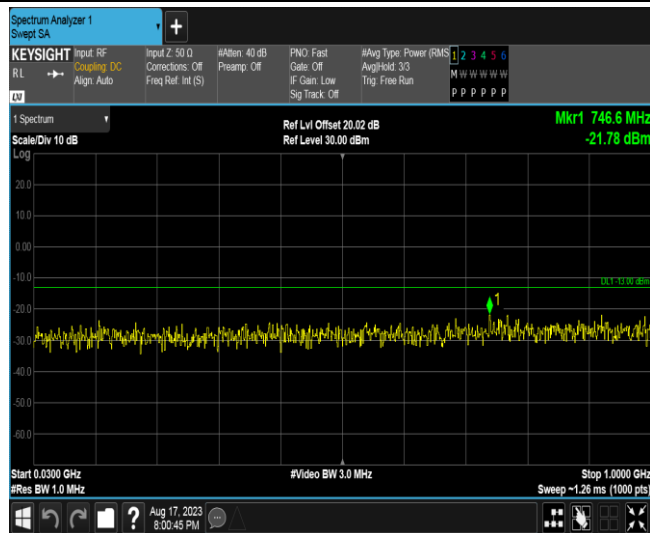 Spectrum Analyzer 1
Swept SA
+
KEYSIGHT
RL
LXI
Input: RF
Coupling: DC
Align: Auto
Input Z: 50 Ω
Corrections: Off
Freq Ref: Int (S)
#Atten: 40 dB
Preamp: Off
PNO: Fast
Gate: Off
IF Gain: Low
Sig Track: Off
#Avg Type: Power (RMS
Avg|Hold: 3/3
Trig: Free Run
1 2 3 4 5 6
M W W W W W
P P P P P P
1 Spectrum
Scale/Div 10 dB
Ref Lvl Offset 20.02 dB
Ref Level 30.00 dBm
Mkr1 746.6 MHz
-21.78 dBm
Log
20.0
10.0
0.00
-10.0
DL1 -13.00 dBm
1
-20.0
-30.0
-40.0
-50.0
-60.0
Start 0.0300 GHz
#Video BW 3.0 MHz
Stop 1.0000 GHz
#Res BW 1.0 MHz
Sweep ~1.26 ms (1000 pts)
?
Aug 17, 2023
8:00:45 PM